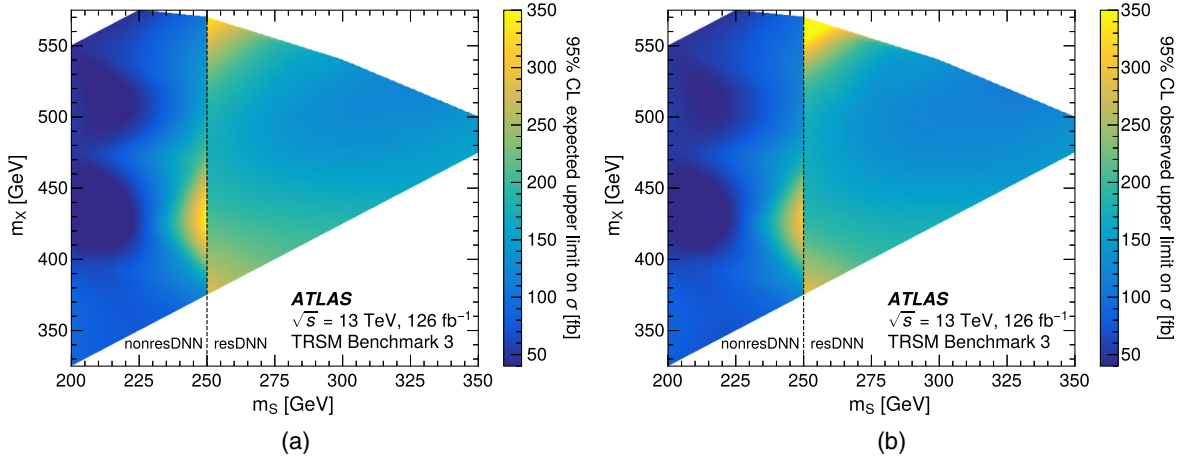 550
500
450
400
350
m_X [GeV]
200 225 250 275 300 325 350
m_S [GeV]
nonresDNN resDNN
ATLAS
√s = 13 TeV, 126 fb⁻¹
TRSM Benchmark 3
350
300
250
200
150
100
50
95% CL expected upper limit on σ [fb]
(a)
550
500
450
400
350
m_X [GeV]
200 225 250 275 300 325 350
m_S [GeV]
nonresDNN resDNN
ATLAS
√s = 13 TeV, 126 fb⁻¹
TRSM Benchmark 3
350
300
250
200
150
100
50
95% CL observed upper limit on σ [fb]
(b)